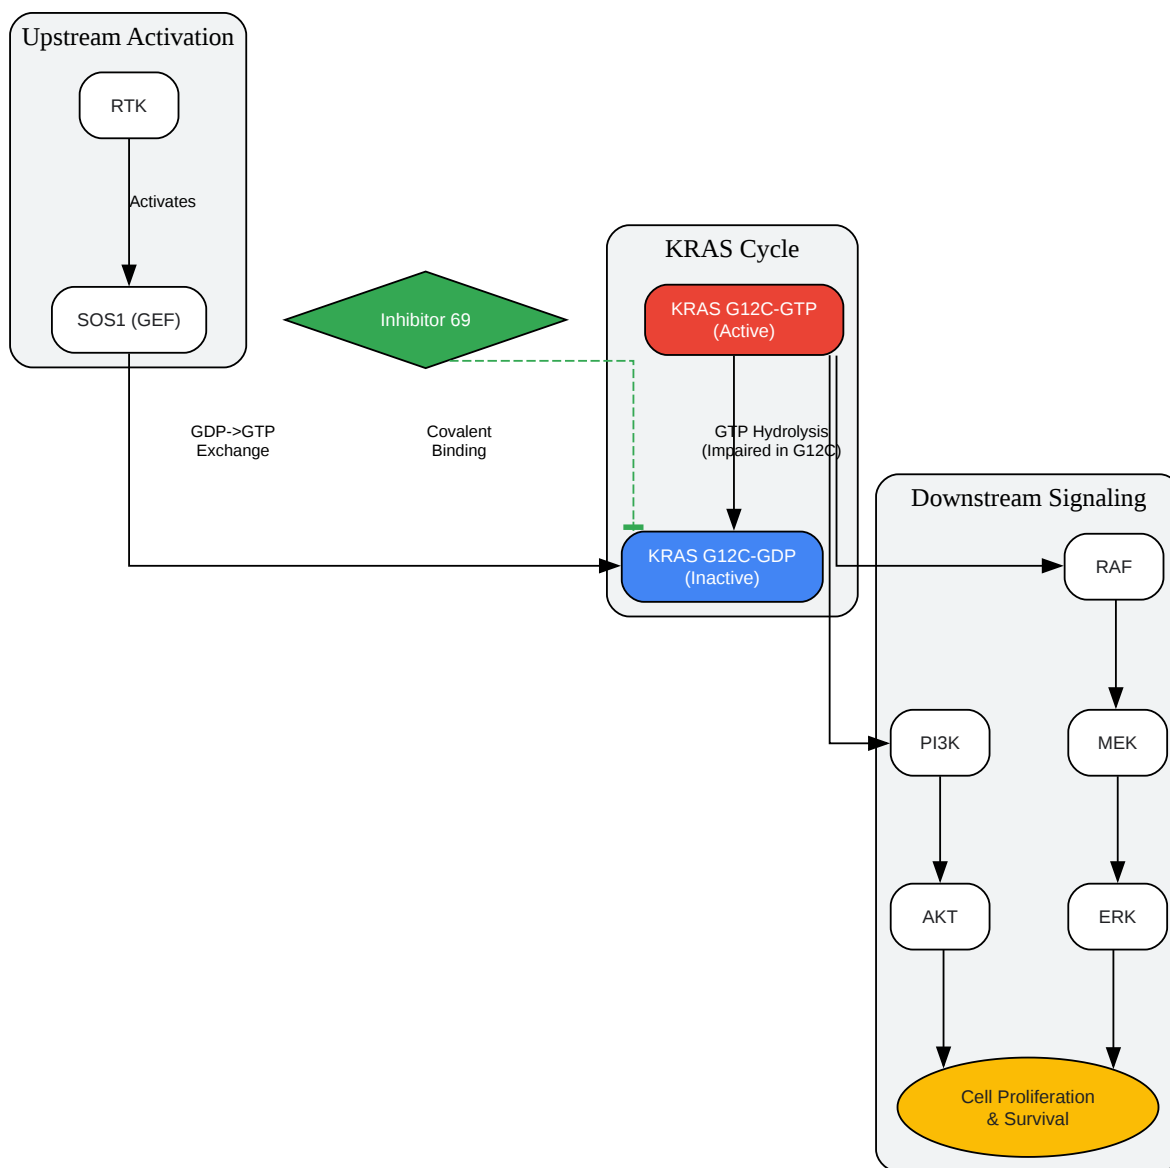 Upstream Activation
RTK
Activates
SOS1 (GEF)
GDP->GTP
Exchange
Inhibitor 69
Covalent
Binding
KRAS Cycle
KRAS G12C-GTP
(Active)
GTP Hydrolysis
(Impaired in G12C)
KRAS G12C-GDP
(Inactive)
Downstream Signaling
RAF
PI3K
MEK
AKT
ERK
Cell Proliferation
& Survival